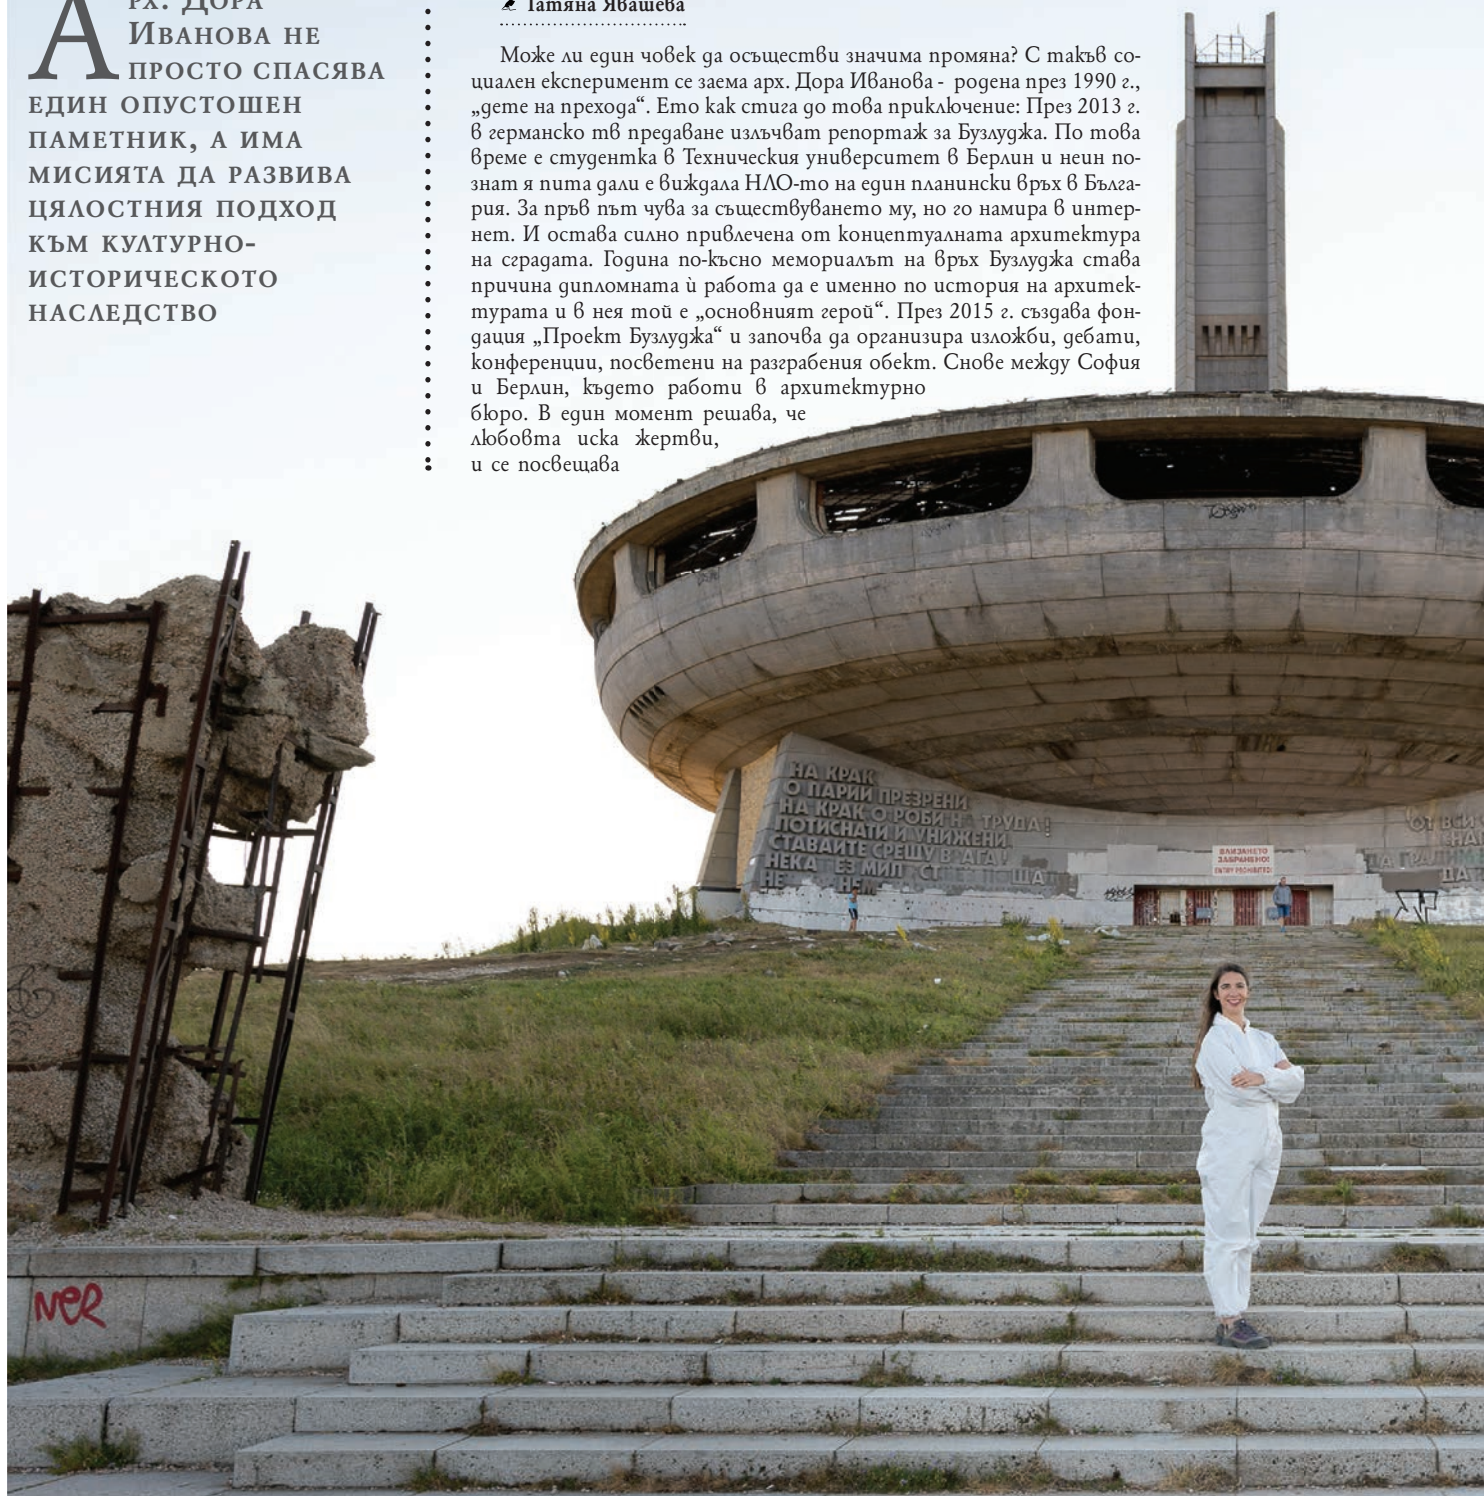 АРХ. ДОРА
ИВАНОВА НЕ
ПРОСТО СПАСЯВА
ЕДИН ОПУСТОШЕН
ПАМЕТНИК, А ИМА
МИСИЯТА ДА РАЗВИВА
ЦЯЛОСТНИЯ ПОДХОД
КЪМ КУЛТУРНО-
ИСТОРИЧЕСКОТО
НАСЛЕДСТВО
Татяна Явашева
Може ли един човек да осъществи значима промяна? С такъв со-
циален експеримент се заема арх. Дора Иванова - родена през 1990 г.,
„дете на прехода“. Ето как стига до това приключение: През 2013 г.
в германско тв предаване излъчват репортаж за Бузлуджа. По това
време е студентка в Техническия университет в Берлин и неин по-
знат я пита дали е виждала НЛО-то на един планински връх в Бълга-
рия. За пръв път чува за съществуването му, но го намира в интер-
нет. И остава силно привлечена от концептуалната архитектура
на сградата. Година по-късно мемориалът на връх Бузлуджа става
причина дипломната ѝ работа да е именно по история на архитек-
турата и в нея той е „основният герой“. През 2015 г. създава фон-
дация „Проект Бузлуджа“ и започва да организира изложби, дебати,
конференции, посветени на разграбения обект. Снове между София
и Берлин, където работи в архитектурно
бюро. В един момент решава, че
любовта иска жертви,
и се посвещава
НА КРАК
О ПАРИИ ПРЕЗРЕНИ
НА КРАК О РОБИ Н ТРУДА!
ПОТИСНАТИ И УНИЖЕНИ
СТАВАЙТЕ СРЕЩУ В АГА!
НЕКА ЕЗ МИЛ СТ ЩА
НЕ НЕМ
ОТ ВСИ
НА
ДА
ВЛИЗАНЕТО
ЗАБРАНЕНО!
ENTRY PROHIBITED!
NER